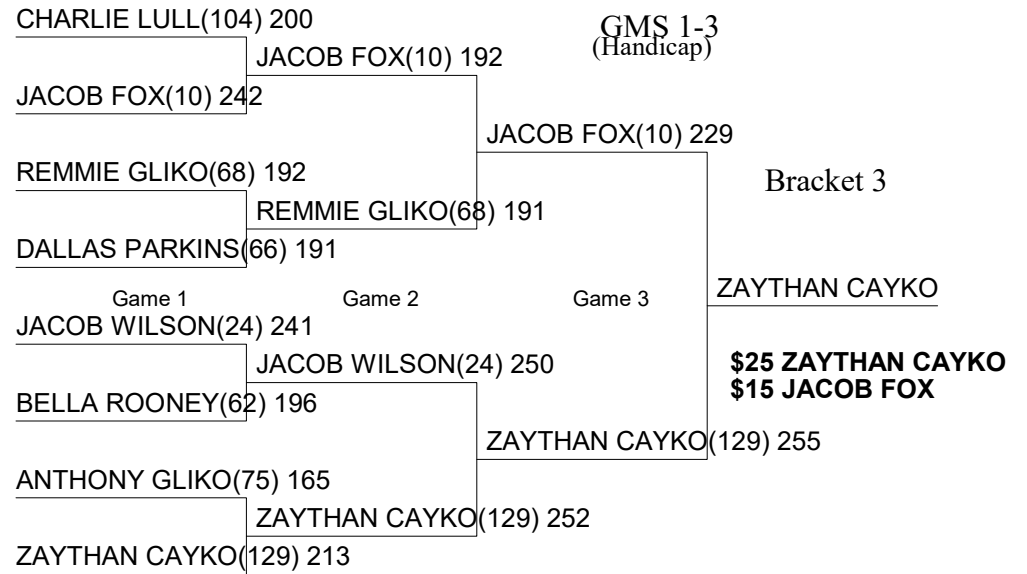 CHARLIE LULL(104) 200
GMS 1-3
(Handicap)
JACOB FOX(10) 192
JACOB FOX(10) 242
JACOB FOX(10) 229
REMMIE GLIKO(68) 192
Bracket 3
REMMIE GLIKO(68) 191
DALLAS PARKINS(66) 191
ZAYTHAN CAYKO
Game 1 Game 2 Game 3
JACOB WILSON(24) 241
JACOB WILSON(24) 250
$25 ZAYTHAN CAYKO
$15 JACOB FOX
BELLA ROONEY(62) 196
ZAYTHAN CAYKO(129) 255
ANTHONY GLIKO(75) 165
ZAYTHAN CAYKO(129) 252
ZAYTHAN CAYKO(129) 213